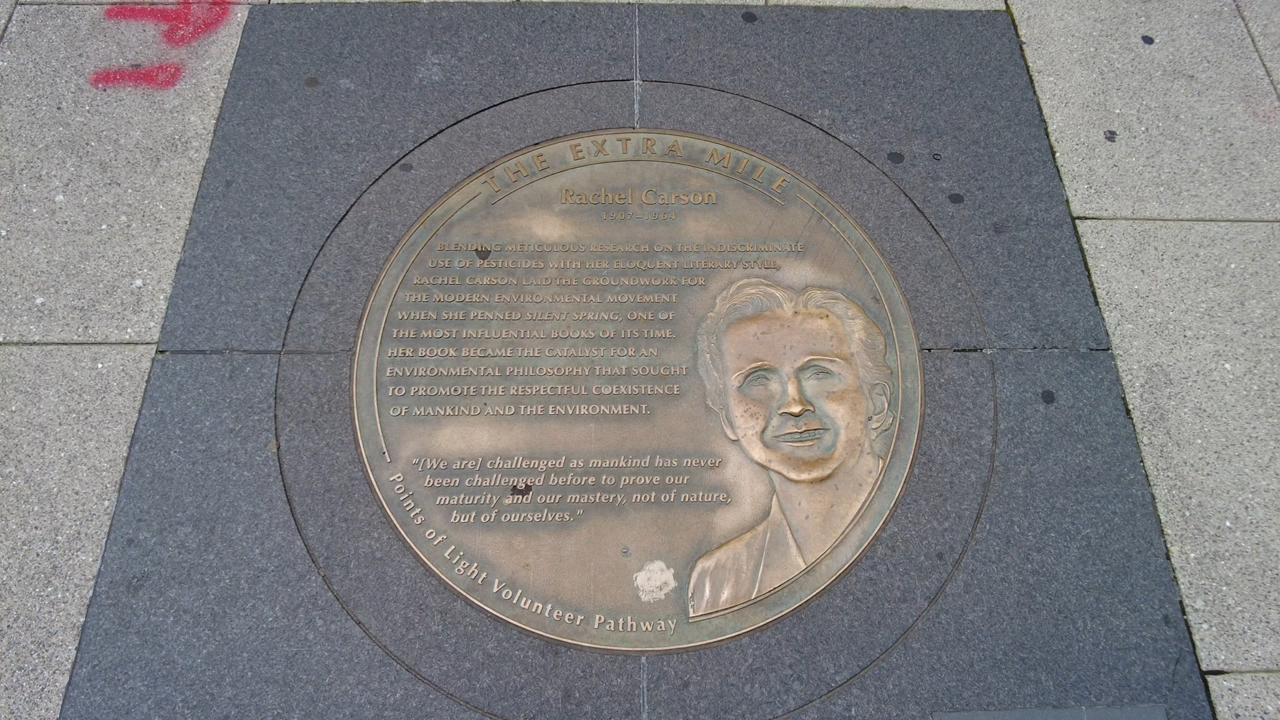 THE EXTRA MILE
Rachel Carson
1907–1964
BLENDING METICULOUS RESEARCH ON THE INDISCRIMINATE
USE OF PESTICIDES WITH HER ELOQUENT LITERARY STYLE,
RACHEL CARSON LAID THE GROUNDWORK FOR
THE MODERN ENVIRONMENTAL MOVEMENT
WHEN SHE PENNED SILENT SPRING, ONE OF
THE MOST INFLUENTIAL BOOKS OF ITS TIME.
HER BOOK BECAME THE CATALYST FOR AN
ENVIRONMENTAL PHILOSOPHY THAT SOUGHT
TO PROMOTE THE RESPECTFUL COEXISTENCE
OF MANKIND AND THE ENVIRONMENT.
"[We are] challenged as mankind has never
been challenged before to prove our
maturity and our mastery, not of nature,
but of ourselves."
Points of Light Volunteer Pathway